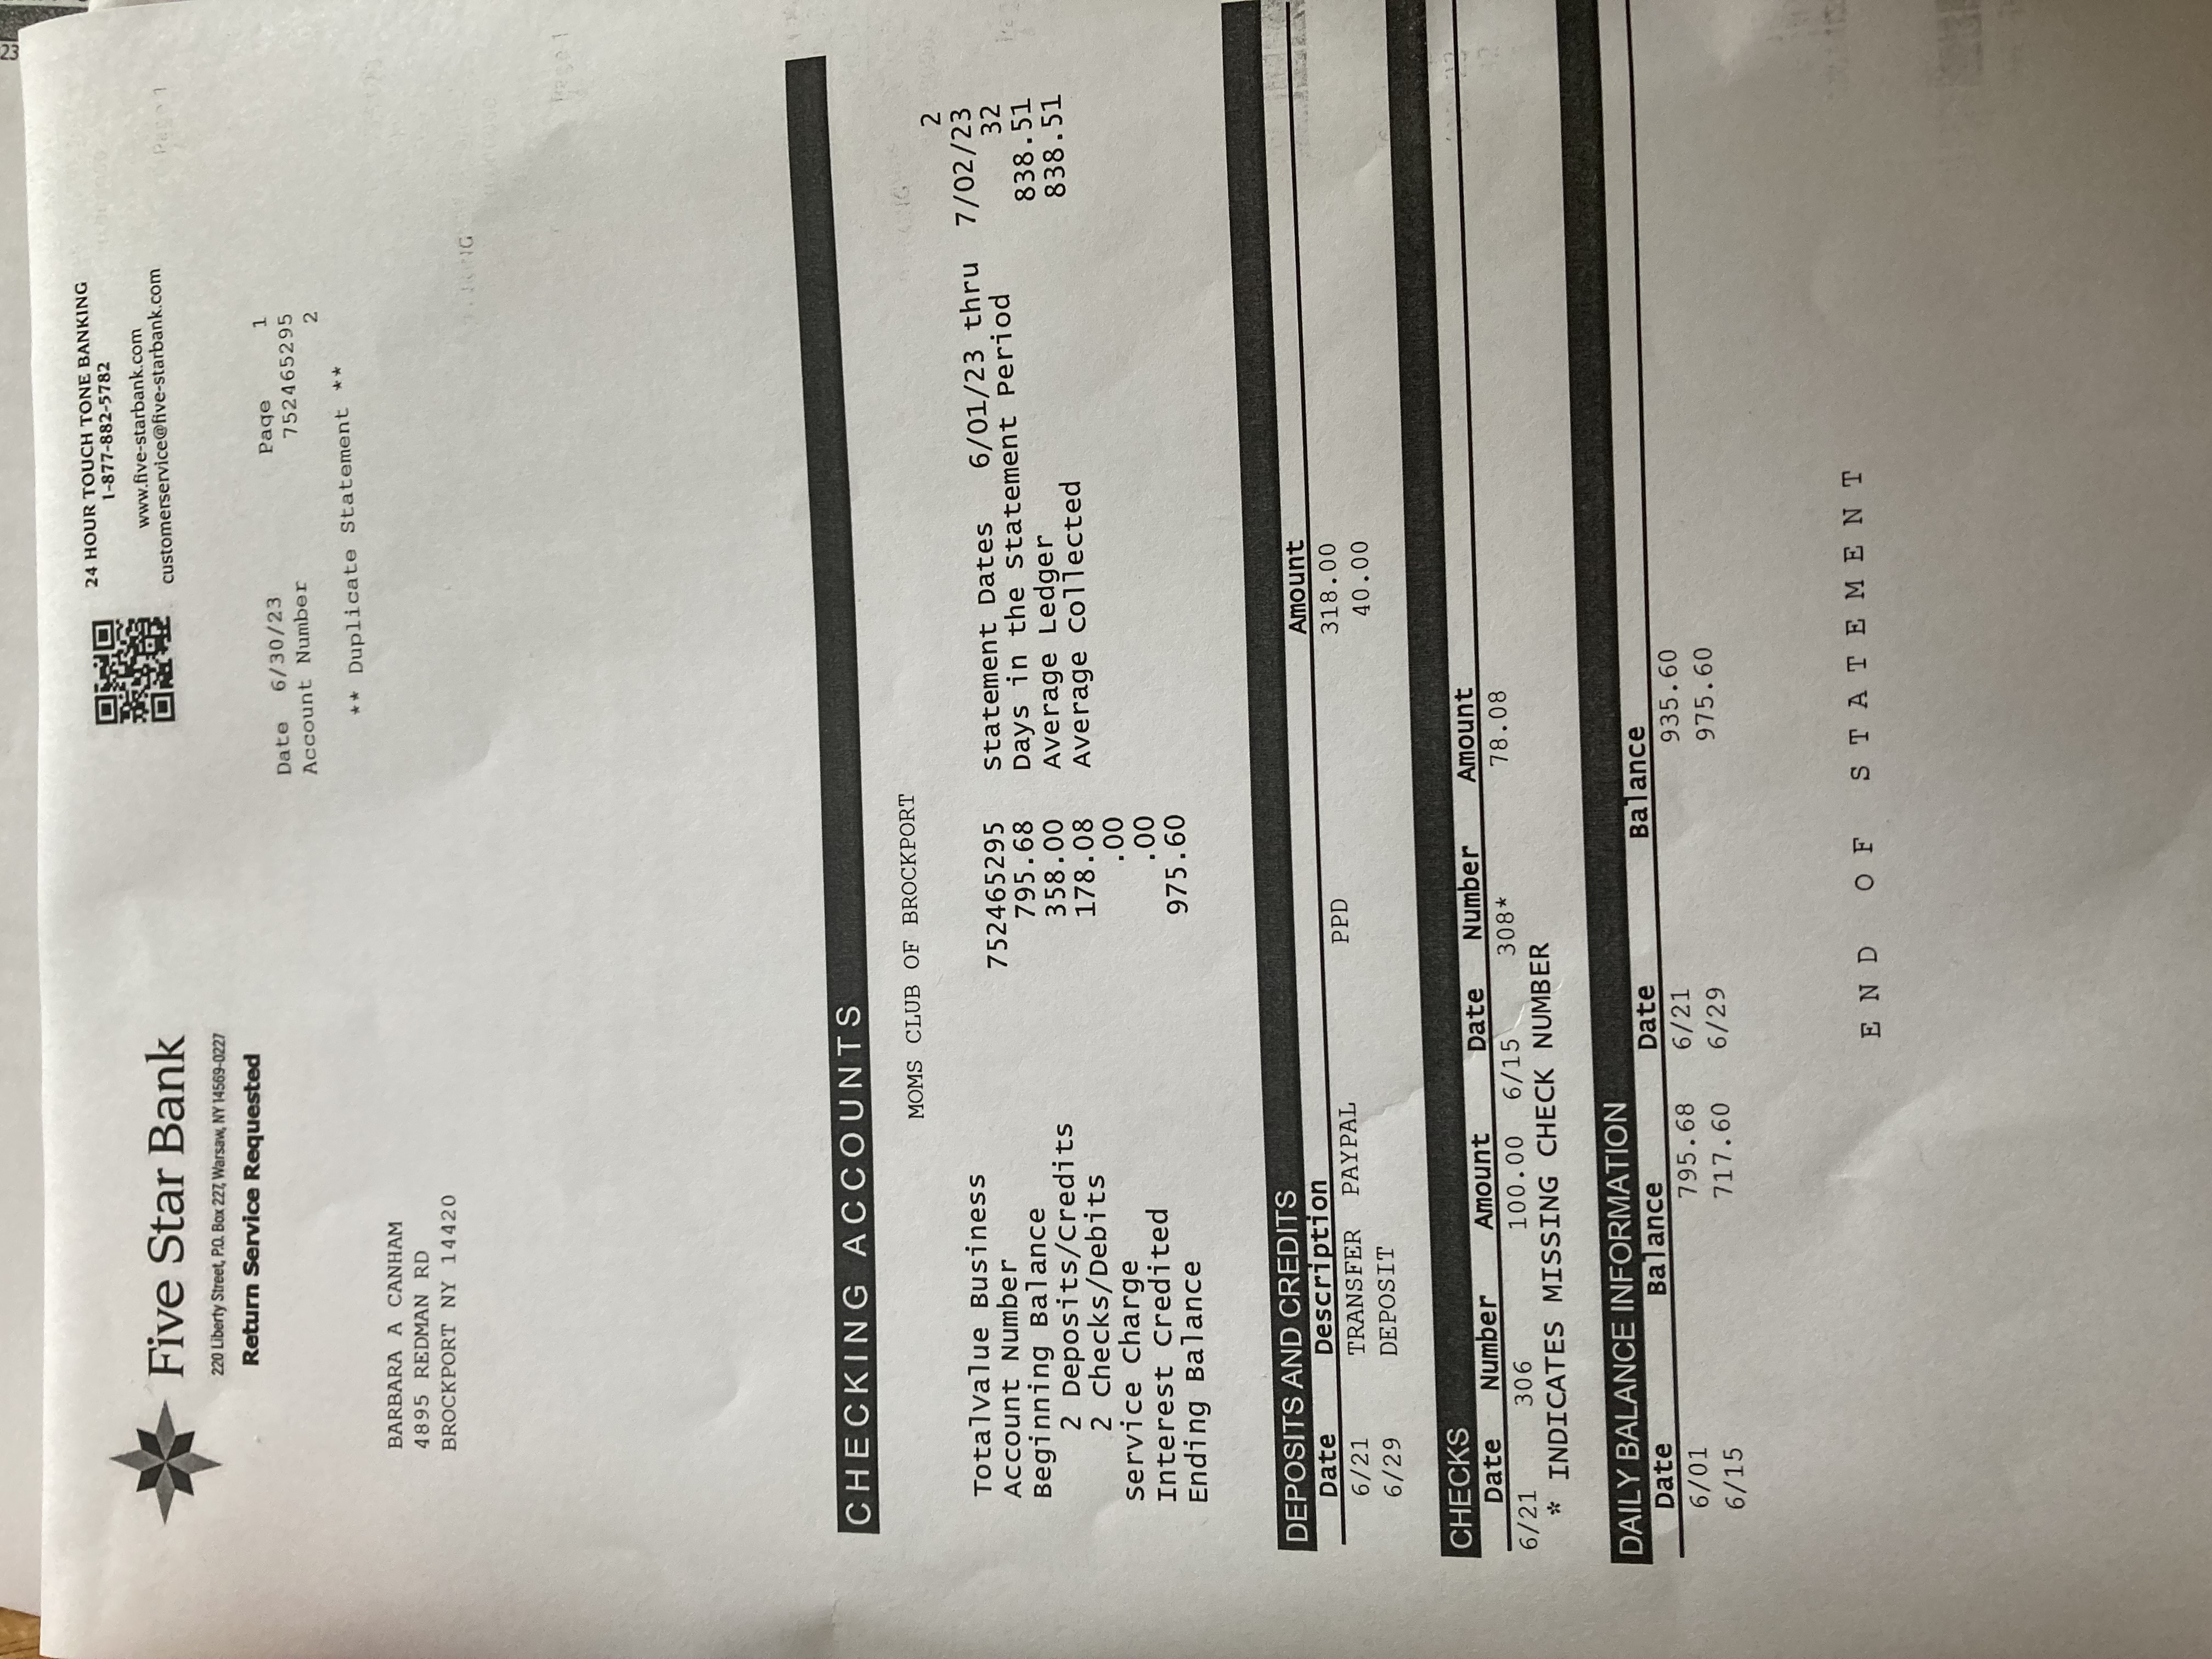 Five Star Bank
220 Liberty Street, P.O. Box 227, Warsaw, NY 14569-0227
Return Service Requested
24 HOUR TOUCH TONE BANKING
1-877-882-5782
www.five-starbank.com
customerservice@five-starbank.com
Date 6/30/23 Page 1
Account Number 752465295
2
** Duplicate Statement **
BARBARA A CANHAM
4895 REDMAN RD
BROCKPORT NY 14420
CHECKING ACCOUNTS
MOMS CLUB OF BROCKPORT
2
TotalValue Business
Account Number 752465295 Statement Dates 6/01/23 thru 7/02/23
Beginning Balance 795.68 Days in the Statement Period 32
2 Deposits/Credits 358.00 Average Ledger 838.51
2 Checks/Debits 178.08 Average Collected 838.51
Service Charge .00
Interest Credited .00
Ending Balance 975.60
DEPOSITS AND CREDITS
Date Description Amount
6/21 TRANSFER PAYPAL PPD 318.00
6/29 DEPOSIT 40.00
CHECKS
Date Number Amount Date Number Amount
6/21 306 100.00 6/15 308* 78.08
* INDICATES MISSING CHECK NUMBER
DAILY BALANCE INFORMATION
Date Balance Date Balance
6/01 795.68 6/21 935.60
6/15 717.60 6/29 975.60
END OF STATEMENT